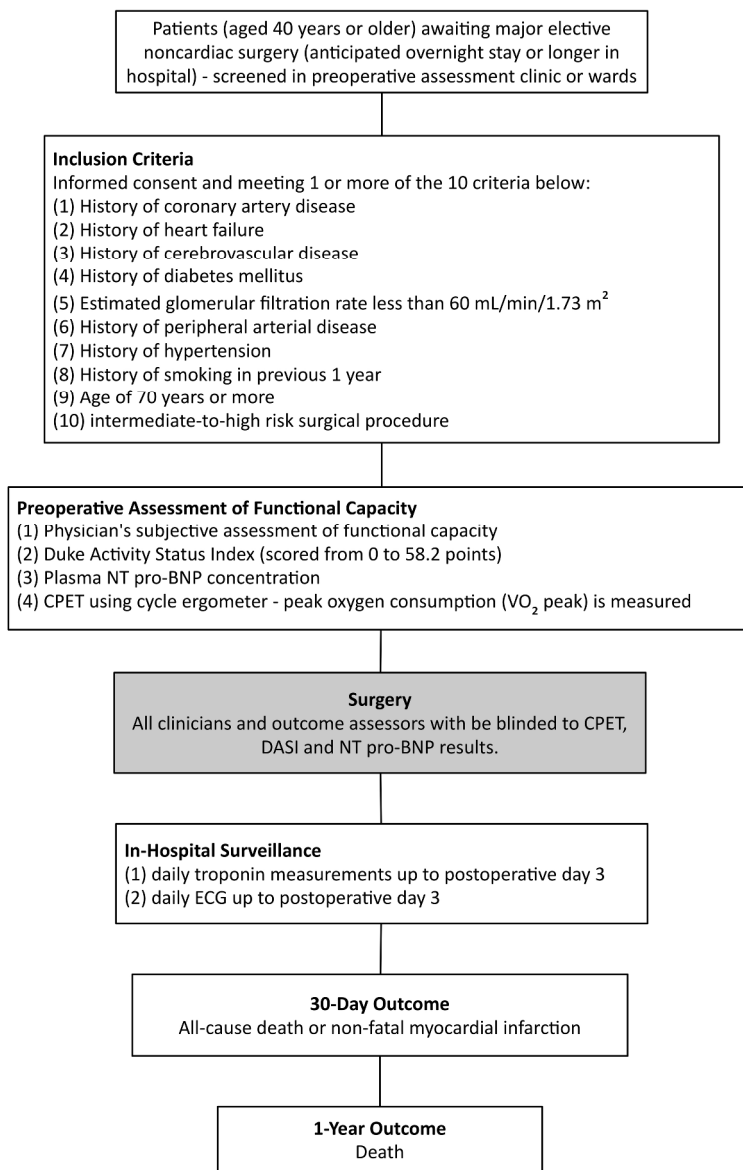 Patients (aged 40 years or older) awaiting major elective
noncardiac surgery (anticipated overnight stay or longer in
hospital) - screened in preoperative assessment clinic or wards
Inclusion Criteria
Informed consent and meeting 1 or more of the 10 criteria below:
(1) History of coronary artery disease
(2) History of heart failure
(3) History of cerebrovascular disease
(4) History of diabetes mellitus
(5) Estimated glomerular filtration rate less than 60 mL/min/1.73 m²
(6) History of peripheral arterial disease
(7) History of hypertension
(8) History of smoking in previous 1 year
(9) Age of 70 years or more
(10) intermediate-to-high risk surgical procedure
Preoperative Assessment of Functional Capacity
(1) Physician's subjective assessment of functional capacity
(2) Duke Activity Status Index (scored from 0 to 58.2 points)
(3) Plasma NT pro-BNP concentration
(4) CPET using cycle ergometer - peak oxygen consumption (VO₂ peak) is measured
Surgery
All clinicians and outcome assessors with be blinded to CPET,
DASI and NT pro-BNP results.
In-Hospital Surveillance
(1) daily troponin measurements up to postoperative day 3
(2) daily ECG up to postoperative day 3
30-Day Outcome
All-cause death or non-fatal myocardial infarction
1-Year Outcome
Death